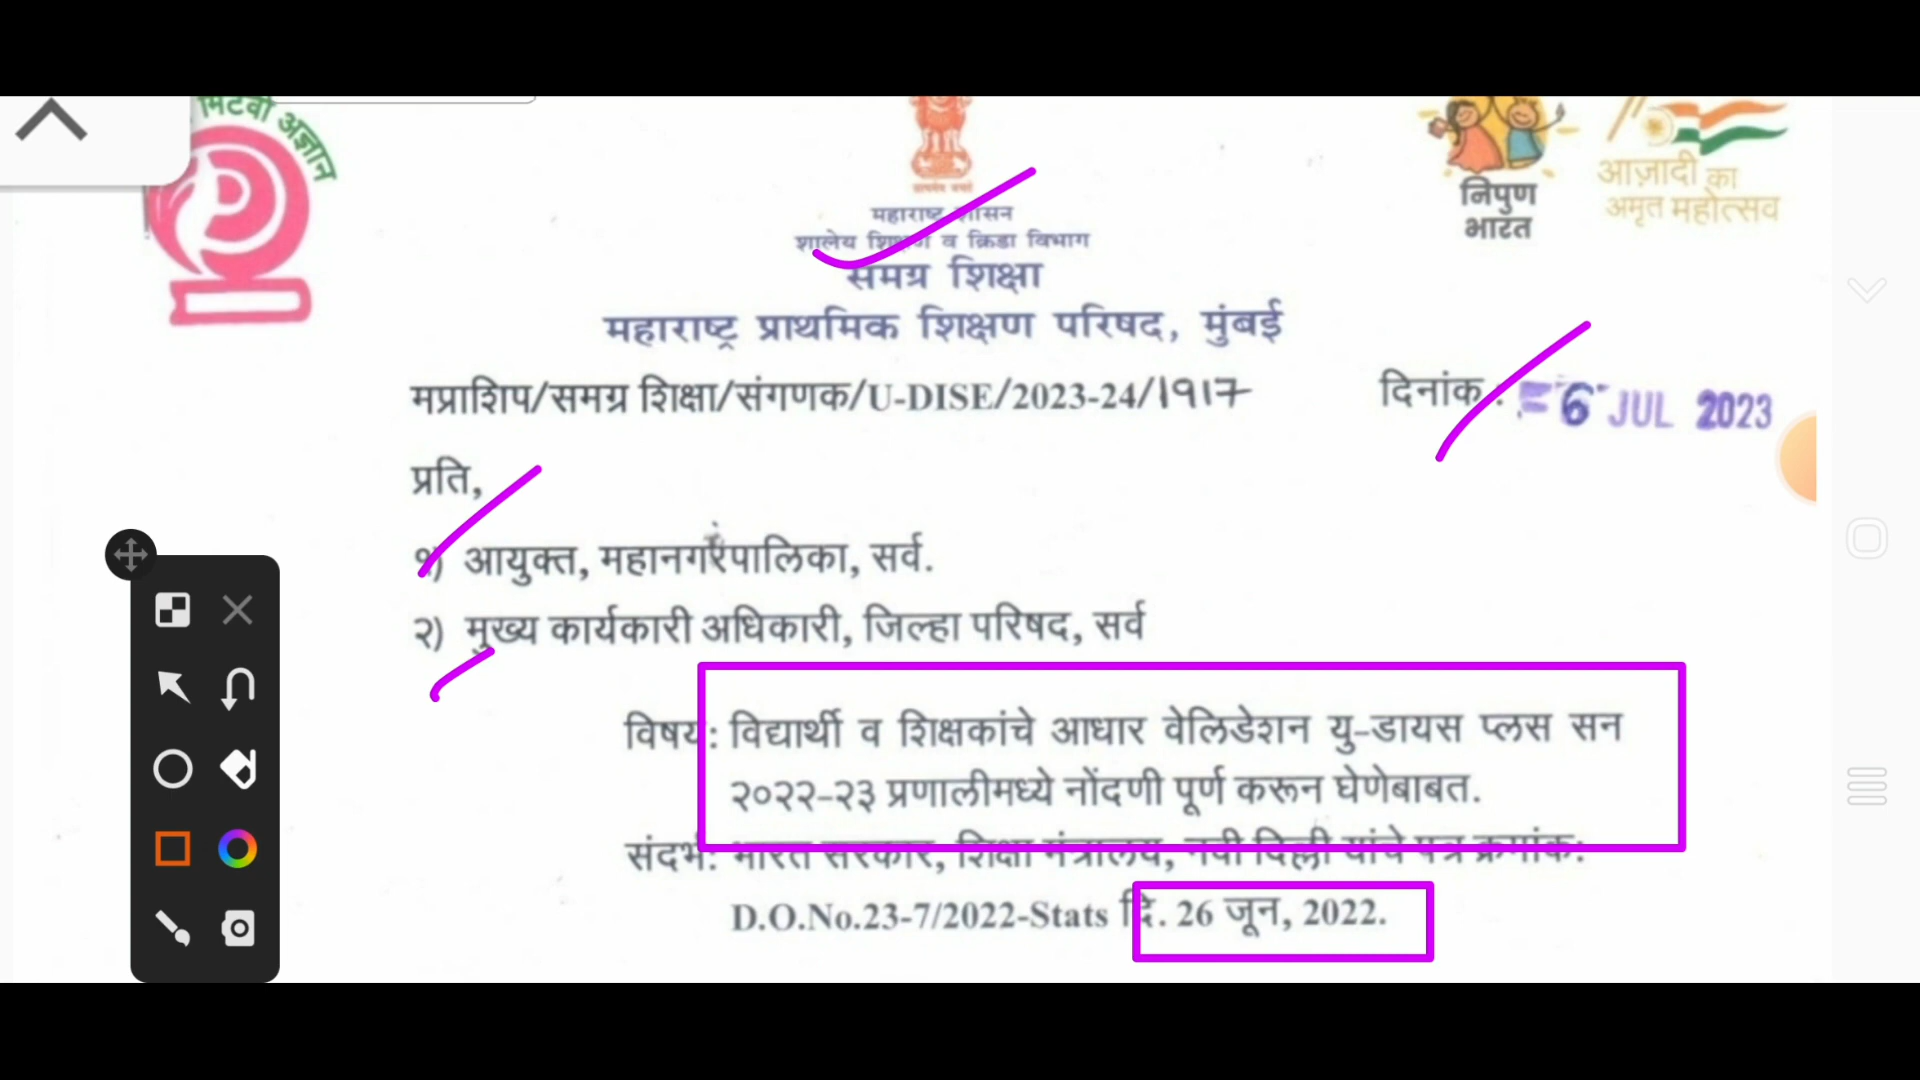 मिटवी अज्ञान
महाराष्ट्र शासन
शालेय शिक्षण व क्रिडा विभाग
समग्र शिक्षा
महाराष्ट्र प्राथमिक शिक्षण परिषद, मुंबई
निपुण
भारत
आज़ादी का
अमृत महोत्सव
मप्राशिप/समग्र शिक्षा/संगणक/U-DISE/2023-24/1917
दिनांक : 6 JUL 2023
प्रति,
१) आयुक्त, महानगरपालिका, सर्व.
२) मुख्य कार्यकारी अधिकारी, जिल्हा परिषद, सर्व
विषय: विद्यार्थी व शिक्षकांचे आधार वेलिडेशन यु-डायस प्लस सन
२०२२-२३ प्रणालीमध्ये नोंदणी पूर्ण करून घेणेबाबत.
संदर्भ: भारत सरकार, शिक्षा मंत्रालय, नवी दिल्ली यांचे पत्र क्रमांक:
D.O.No.23-7/2022-Stats दि. 26 जून, 2022.